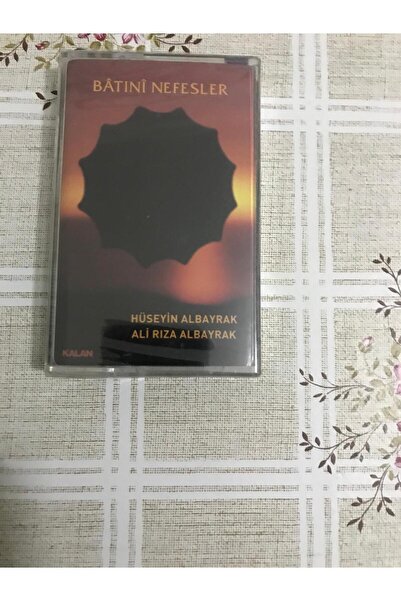 BÂTINÎ NEFESLER
HÜSEYİN ALBAYRAK
ALİ RIZA ALBAYRAK
KALAN